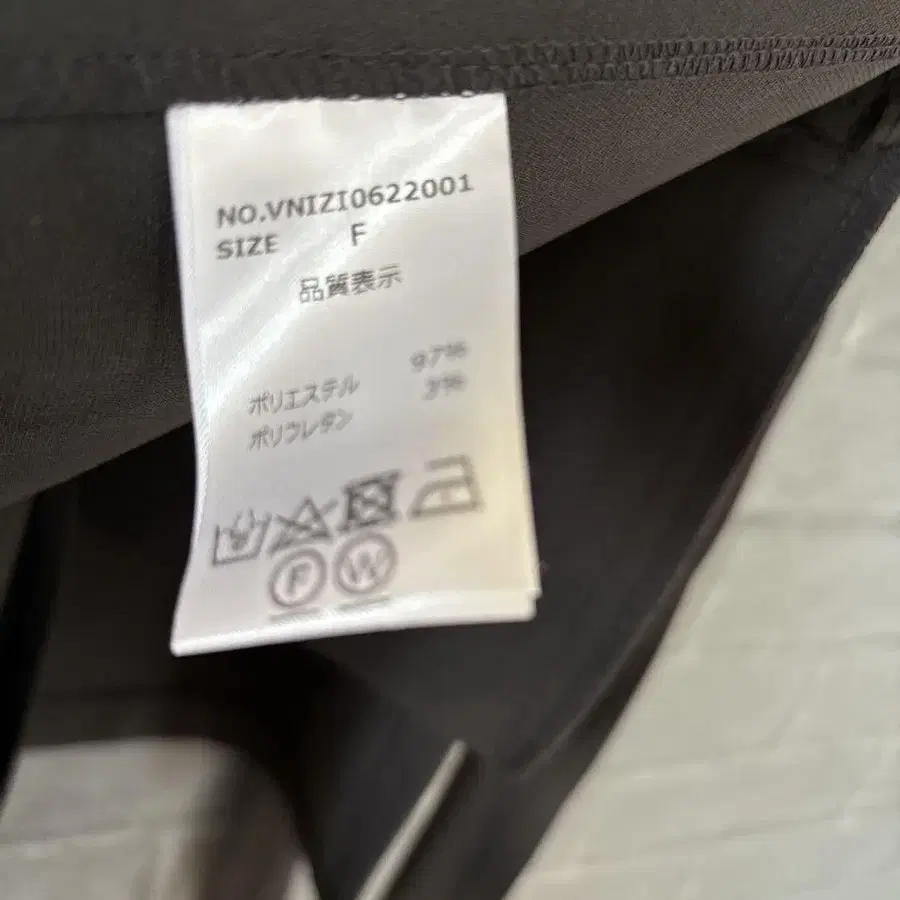 NO.VNIZI0622001
SIZE F
品質表示
ポリエステル 97%
ポリウレタン 3%
F W